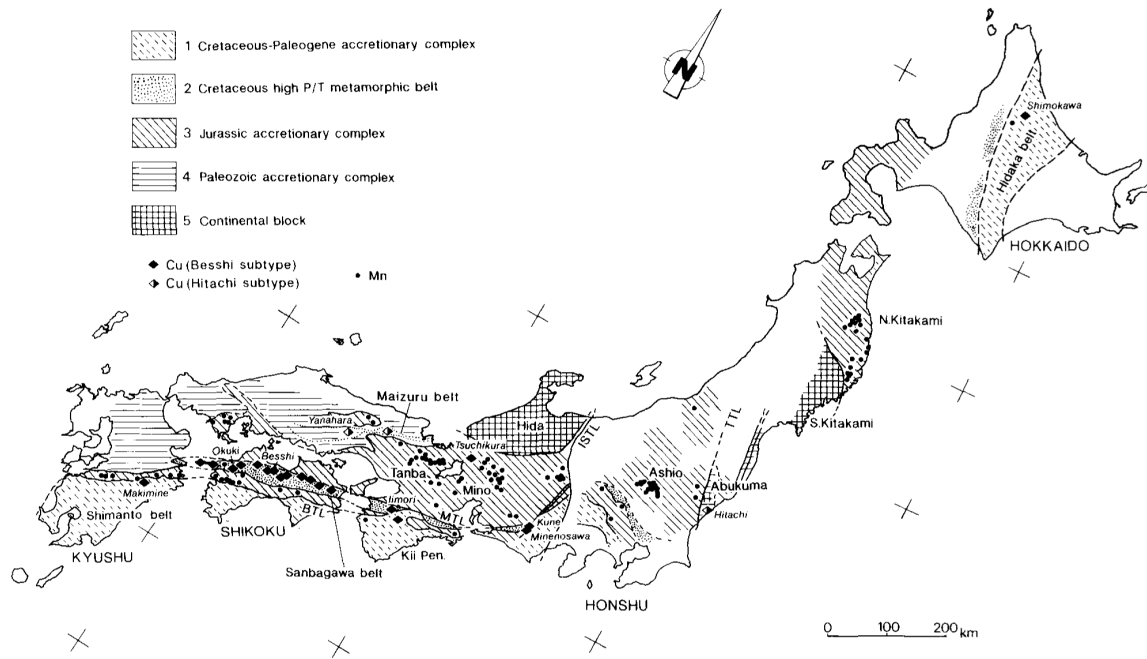 1 Cretaceous-Paleogene accretionary complex
2 Cretaceous high P/T metamorphic belt
3 Jurassic accretionary complex
4 Paleozoic accretionary complex
5 Continental block
Cu (Besshi subtype)
Cu (Hitachi subtype)
Mn
N
Shimokawa
Hidaka belt
HOKKAIDO
N.Kitakami
S.Kitakami
Maizuru belt
Yanahara
Tsuchikura
Hida
ISTL
TTL
Okuki
Besshi
Tanba
Mino
Ashio
Abukuma
Hitachi
Makimine
Shimanto belt
SHIKOKU
BTL
Iimori
MTL
Kune
Minenosawa
KYUSHU
Kii Pen.
Sanbagawa belt
HONSHU
0 100 200 km